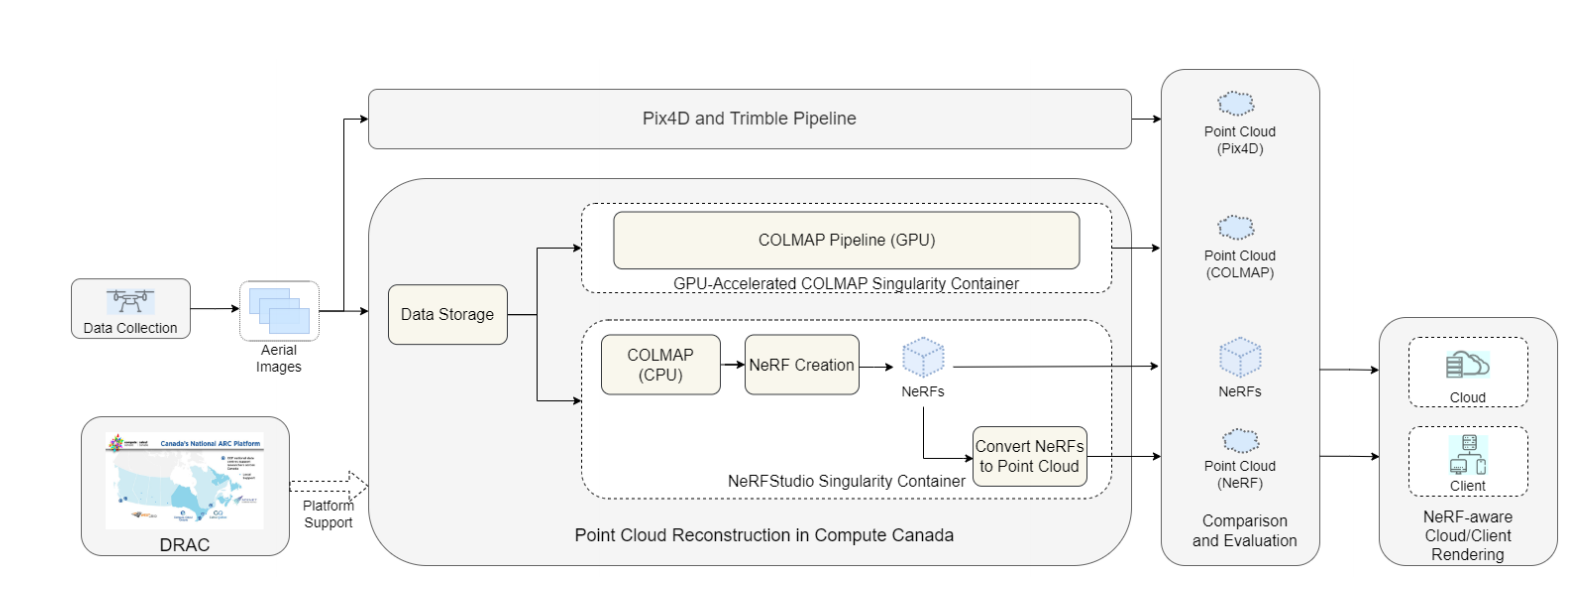 Pix4D and Trimble Pipeline
Point Cloud
(Pix4D)
COLMAP Pipeline (GPU)
GPU-Accelerated COLMAP Singularity Container
Point Cloud
(COLMAP)
Data Collection
Aerial
Images
Data Storage
COLMAP
(CPU)
NeRF Creation
NeRFs
NeRFs
Convert NeRFs
to Point Cloud
NeRFStudio Singularity Container
Point Cloud
(NeRF)
Cloud
Client
Canada's National ARC Platform
DRAC
Platform
Support
Point Cloud Reconstruction in Compute Canada
Comparison
and Evaluation
NeRF-aware
Cloud/Client
Rendering